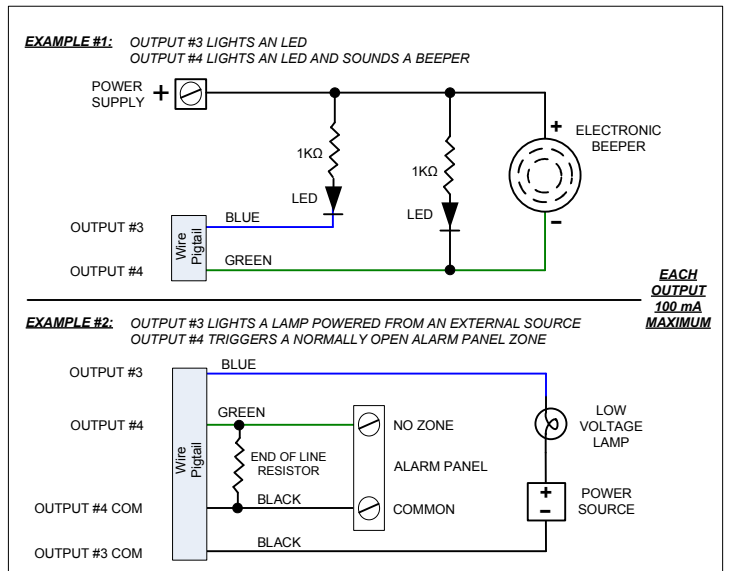 EXAMPLE #1: OUTPUT #3 LIGHTS AN LED
OUTPUT #4 LIGHTS AN LED AND SOUNDS A BEEPER
POWER
SUPPLY
+
+
ELECTRONIC
BEEPER
1KΩ
1KΩ
LED
LED
–
OUTPUT #3
BLUE
Wire
Pigtail
OUTPUT #4
GREEN
EACH
OUTPUT
100 mA
MAXIMUM
EXAMPLE #2: OUTPUT #3 LIGHTS A LAMP POWERED FROM AN EXTERNAL SOURCE
OUTPUT #4 TRIGGERS A NORMALLY OPEN ALARM PANEL ZONE
OUTPUT #3
BLUE
OUTPUT #4
GREEN
NO ZONE
LOW
VOLTAGE
LAMP
Wire
Pigtail
END OF LINE
RESISTOR
ALARM PANEL
BLACK
OUTPUT #4 COM
COMMON
+
–
POWER
SOURCE
BLACK
OUTPUT #3 COM